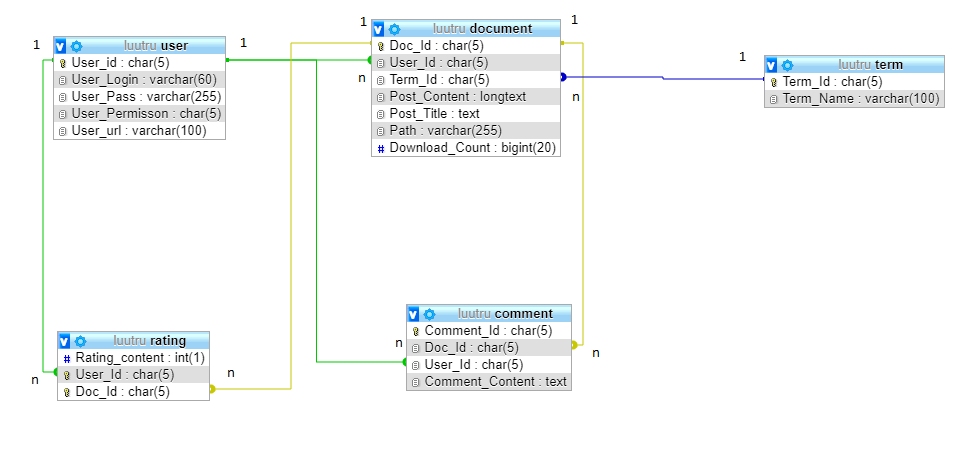 1
1
1
1
1
luutru user
User_id : char(5)
User_Login : varchar(60)
User_Pass : varchar(255)
User_Permisson : char(5)
User_url : varchar(100)
n
luutru document
Doc_Id : char(5)
User_Id : char(5)
Term_Id : char(5)
Post_Content : longtext
Post_Title : text
Path : varchar(255)
# Download_Count : bigint(20)
n
luutru term
Term_Id : char(5)
Term_Name : varchar(100)
luutru rating
# Rating_content : int(1)
User_Id : char(5)
Doc_Id : char(5)
n
n
n
luutru comment
Comment_Id : char(5)
Doc_Id : char(5)
User_Id : char(5)
Comment_Content : text
n